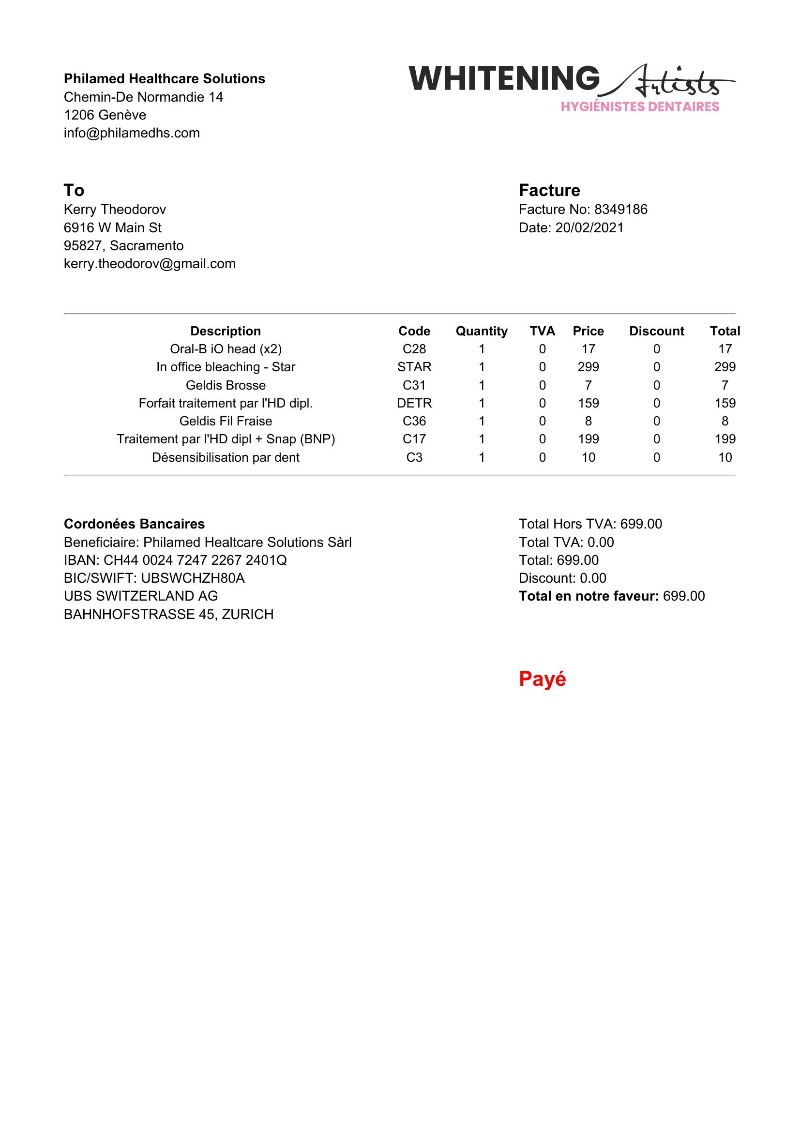 Philamed Healthcare Solutions
Chemin-De Normandie 14
1206 Genève
info@philamedhs.com
WHITENING Artists
HYGIÉNISTES DENTAIRES
To
Kerry Theodorov
6916 W Main St
95827, Sacramento
kerry.theodorov@gmail.com
Facture
Facture No: 8349186
Date: 20/02/2021
Description Code Quantity TVA Price Discount Total
Oral-B iO head (x2) C28 1 0 17 0 17
In office bleaching - Star STAR 1 0 299 0 299
Geldis Brosse C31 1 0 7 0 7
Forfait traitement par l'HD dipl. DETR 1 0 159 0 159
Geldis Fil Fraise C36 1 0 8 0 8
Traitement par l'HD dipl + Snap (BNP) C17 1 0 199 0 199
Désensibilisation par dent C3 1 0 10 0 10
Cordonées Bancaires
Beneficiaire: Philamed Healtcare Solutions Sàrl
IBAN: CH44 0024 7247 2267 2401Q
BIC/SWIFT: UBSWCHZH80A
UBS SWITZERLAND AG
BAHNHOFSTRASSE 45, ZURICH
Total Hors TVA: 699.00
Total TVA: 0.00
Total: 699.00
Discount: 0.00
Total en notre faveur: 699.00
Payé